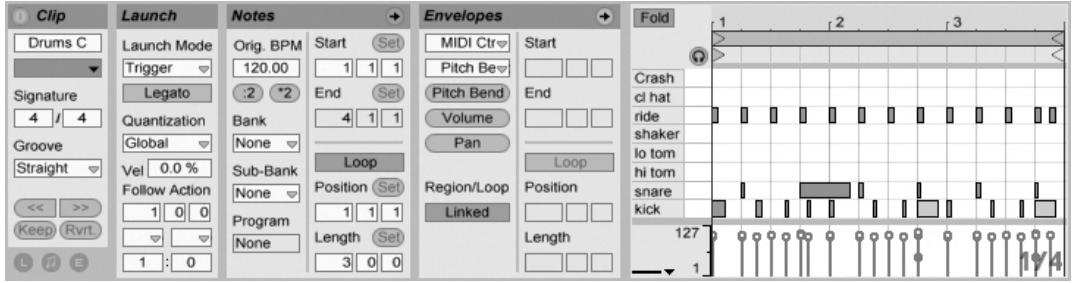 Clip
Drums C
Signature
4 / 4
Groove
Straight
<< >>
Keep Rvrt.
L E
Launch
Launch Mode
Trigger
Legato
Quantization
Global
Vel 0.0 %
Follow Action
1 0 0
1 : 0
Notes
Orig. BPM
120.00
:2 *2
Bank
None
Sub-Bank
None
Program
None
Start Set
1 1 1
End Set
4 1 1
Loop
Position Set
1 1 1
Length Set
3 0 0
Envelopes
MIDI Ctr
Pitch Be
Pitch Bend
Volume
Pan
Region/Loop
Linked
Start
End
Loop
Position
Length
Fold
1 2 3
Crash
cl hat
ride
shaker
lo tom
hi tom
snare
kick
127
1
1/4